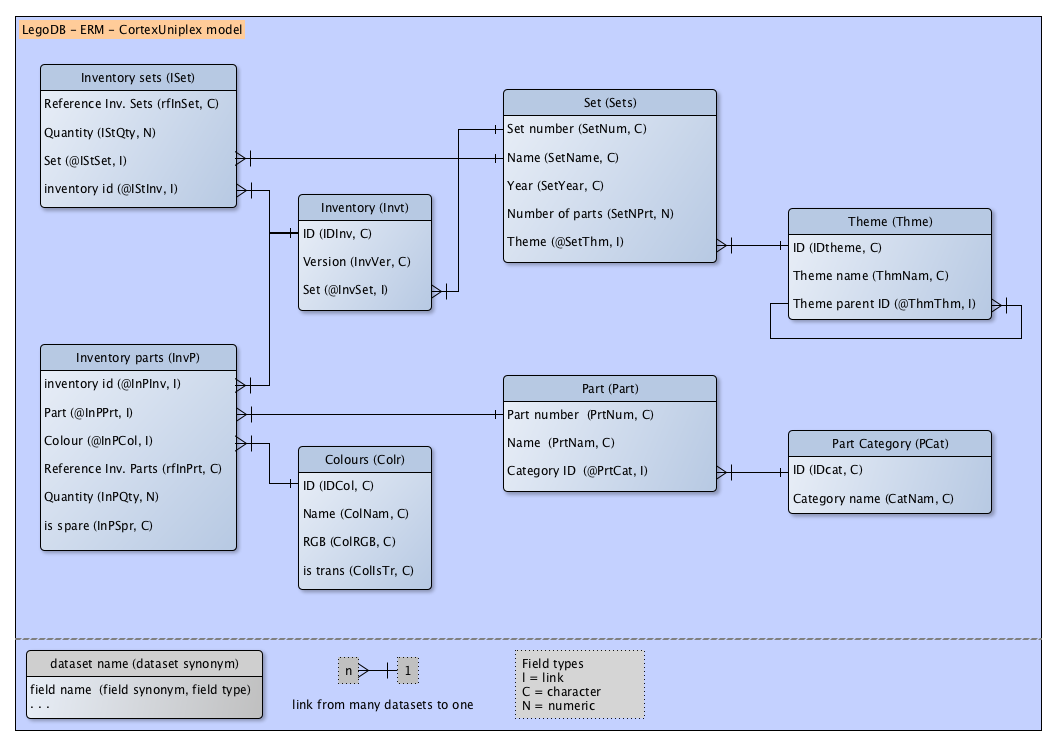 LegoDB – ERM – CortexUniplex model
Inventory sets (ISet)
Reference Inv. Sets (rfInSet, C)
Quantity (IStQty, N)
Set (@IStSet, I)
inventory id (@IStInv, I)
Inventory (Invt)
ID (IDInv, C)
Version (InvVer, C)
Set (@InvSet, I)
Set (Sets)
Set number (SetNum, C)
Name (SetName, C)
Year (SetYear, C)
Number of parts (SetNPrt, N)
Theme (@SetThm, I)
Theme (Thme)
ID (IDtheme, C)
Theme name (ThmNam, C)
Theme parent ID (@ThmThm, I)
Inventory parts (InvP)
inventory id (@InPInv, I)
Part (@InPPrt, I)
Colour (@InPCol, I)
Reference Inv. Parts (rfInPrt, C)
Quantity (InPQty, N)
is spare (InPSpr, C)
Colours (Colr)
ID (IDCol, C)
Name (ColNam, C)
RGB (ColRGB, C)
is trans (ColIsTr, C)
Part (Part)
Part number (PrtNum, C)
Name (PrtNam, C)
Category ID (@PrtCat, I)
Part Category (PCat)
ID (IDcat, C)
Category name (CatNam, C)
dataset name (dataset synonym)
field name (field synonym, field type)
. . .
n 1
link from many datasets to one
Field types
I = link
C = character
N = numeric